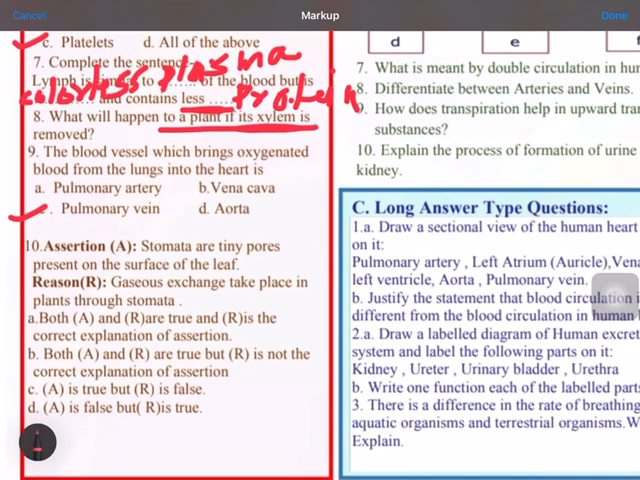 Cancel
Markup
Done
c. Platelets d. All of the above
7. Complete the sentence-
Lymph is similar to ........ of the blood but is
and contains less ....
plasma
colorless
protein
8. What will happen to a plant if its xylem is
removed?
9. The blood vessel which brings oxygenated
blood from the lungs into the heart is
a. Pulmonary artery b.Vena cava
. Pulmonary vein d. Aorta
10.Assertion (A): Stomata are tiny pores
present on the surface of the leaf.
Reason(R): Gaseous exchange take place in
plants through stomata .
a.Both (A) and (R)are true and (R)is the
correct explanation of assertion.
b. Both (A) and (R) are true but (R) is not the
correct explanation of assertion
c. (A) is true but (R) is false.
d. (A) is false but( R)is true.
d e f
7. What is meant by double circulation in hu
8. Differentiate between Arteries and Veins.
9. How does transpiration help in upward tra
substances?
10. Explain the process of formation of urine
kidney.
C. Long Answer Type Questions:
1.a. Draw a sectional view of the human heart
on it:
Pulmonary artery , Left Atrium (Auricle),Ven
left ventricle, Aorta , Pulmonary vein.
b. Justify the statement that blood circulation i
different from the blood circulation in human
2.a. Draw a labelled diagram of Human excre
system and label the following parts on it:
Kidney , Ureter , Urinary bladder , Urethra
b. Write one function each of the labelled part
3. There is a difference in the rate of breathing
aquatic organisms and terrestrial organisms.W
Explain.